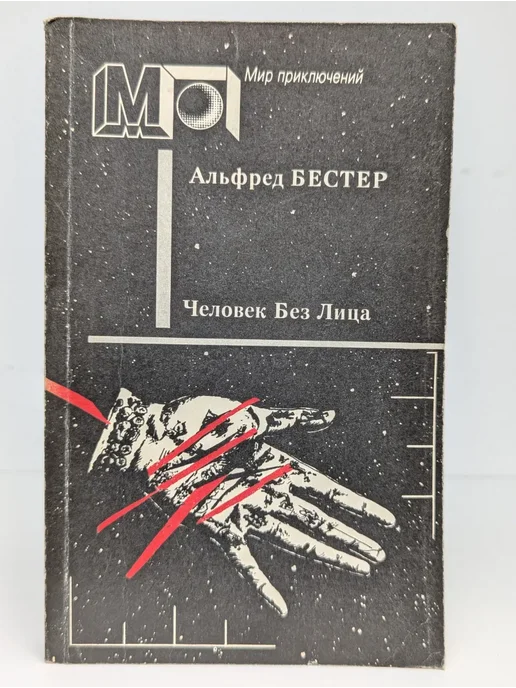 МП
Мир приключений
Альфред БЕСТЕР
Человек Без Лица